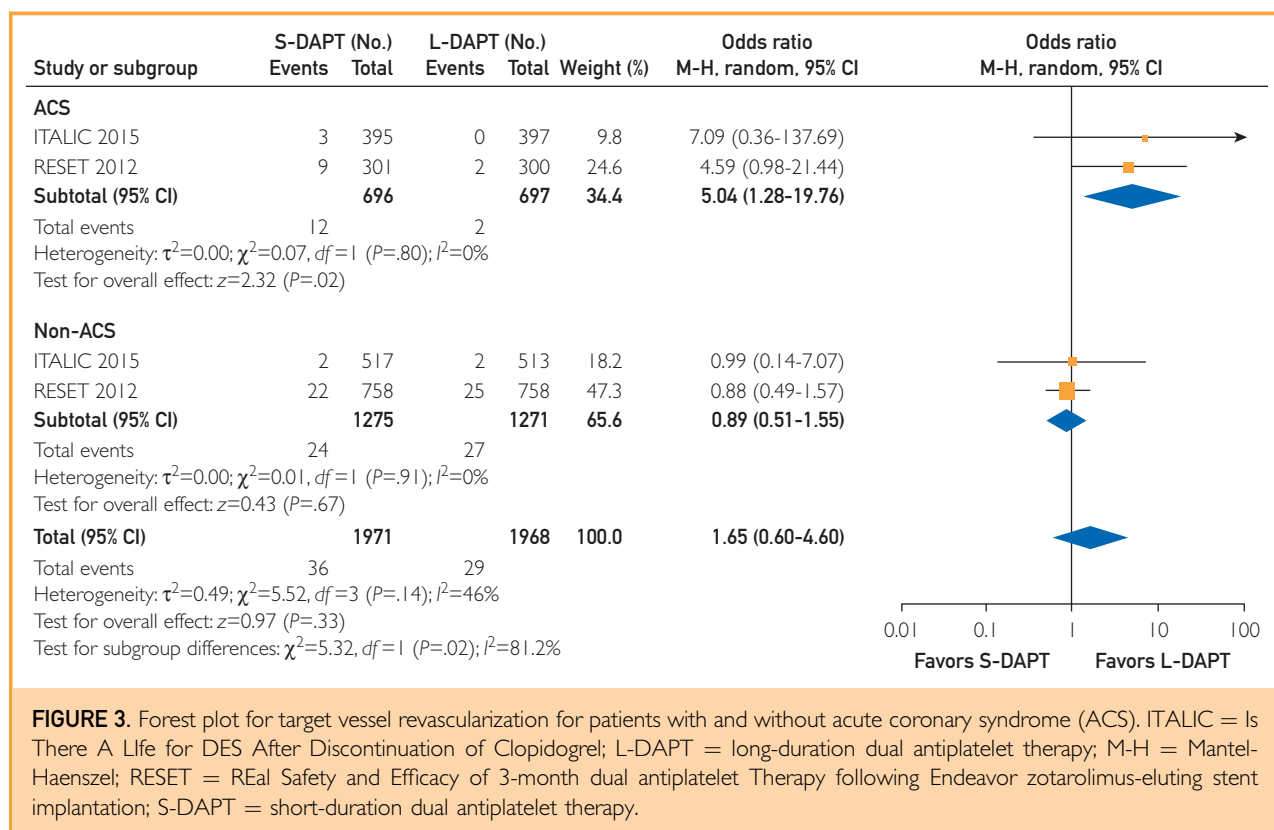 S-DAPT (No.) L-DAPT (No.) Odds ratio Odds ratio
Study or subgroup Events Total Events Total Weight (%) M-H, random, 95% CI M-H, random, 95% CI
ACS
ITALIC 2015 3 395 0 397 9.8 7.09 (0.36-137.69)
RESET 2012 9 301 2 300 24.6 4.59 (0.98-21.44)
Subtotal (95% CI) 696 697 34.4 5.04 (1.28-19.76)
Total events 12 2
Heterogeneity: τ²=0.00; χ²=0.07, df=1 (P=.80); I²=0%
Test for overall effect: z=2.32 (P=.02)
Non-ACS
ITALIC 2015 2 517 2 513 18.2 0.99 (0.14-7.07)
RESET 2012 22 758 25 758 47.3 0.88 (0.49-1.57)
Subtotal (95% CI) 1275 1271 65.6 0.89 (0.51-1.55)
Total events 24 27
Heterogeneity: τ²=0.00; χ²=0.01, df=1 (P=.91); I²=0%
Test for overall effect: z=0.43 (P=.67)
Total (95% CI) 1971 1968 100.0 1.65 (0.60-4.60)
Total events 36 29
Heterogeneity: τ²=0.49; χ²=5.52, df=3 (P=.14); I²=46%
Test for overall effect: z=0.97 (P=.33)
Test for subgroup differences: χ²=5.32, df=1 (P=.02); I²=81.2%
0.01 0.1 1 10 100
Favors S-DAPT Favors L-DAPT
FIGURE 3. Forest plot for target vessel revascularization for patients with and without acute coronary syndrome (ACS). ITALIC = Is
There A LIfe for DES After Discontinuation of Clopidogrel; L-DAPT = long-duration dual antiplatelet therapy; M-H = Mantel-
Haenszel; RESET = REal Safety and Efficacy of 3-month dual antiplatelet Therapy following Endeavor zotarolimus-eluting stent
implantation; S-DAPT = short-duration dual antiplatelet therapy.